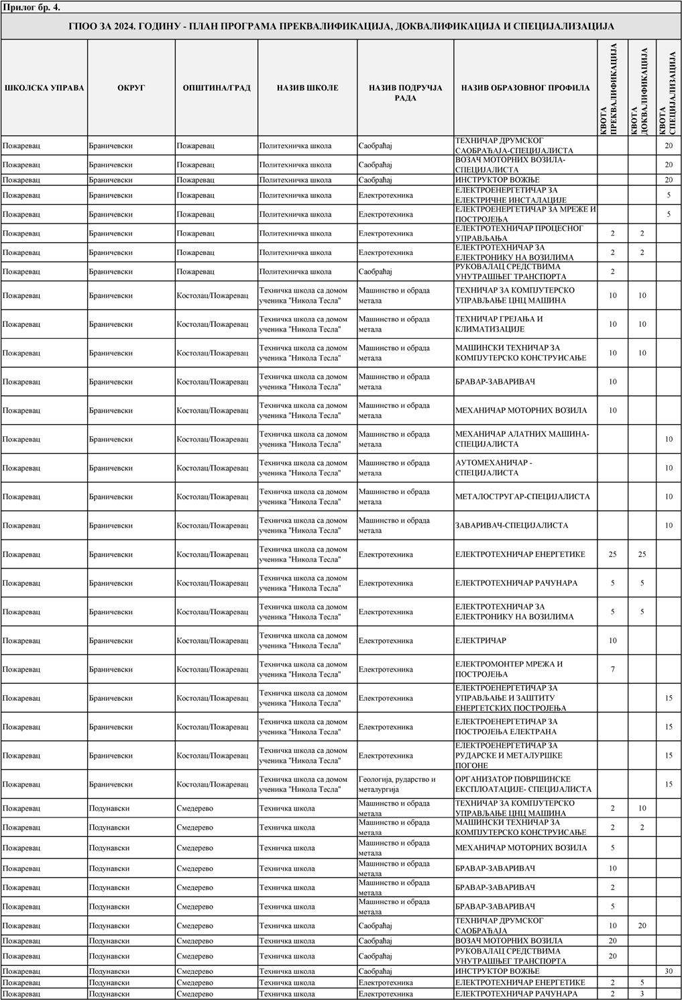 Прилог бр. 4.
ГПОО ЗА 2024. ГОДИНУ - ПЛАН ПРОГРАМА ПРЕКВАЛИФИКАЦИЈА, ДОКВАЛИФИКАЦИЈА И СПЕЦИЈАЛИЗАЦИЈА
ШКОЛСКА УПРАВА ОКРУГ ОПШТИНА/ГРАД НАЗИВ ШКОЛЕ НАЗИВ ПОДРУЧЈА РАДА НАЗИВ ОБРАЗОВНОГ ПРОФИЛА КВОТА ПРЕКВАЛИФИКАЦИЈА КВОТА ДОКВАЛИФИКАЦИЈА КВОТА СПЕЦИЈАЛИЗАЦИЈА
Пожаревац Браничевски Пожаревац Политехничка школа Саобраћај ТЕХНИЧАР ДРУМСКОГ САОБРАЋАЈА-СПЕЦИЈАЛИСТА 20
Пожаревац Браничевски Пожаревац Политехничка школа Саобраћај ВОЗАЧ МОТОРНИХ ВОЗИЛА-СПЕЦИЈАЛИСТА 20
Пожаревац Браничевски Пожаревац Политехничка школа Саобраћај ИНСТРУКТОР ВОЖЊЕ 20
Пожаревац Браничевски Пожаревац Политехничка школа Електротехника ЕЛЕКТРОЕНЕРГЕТИЧАР ЗА ЕЛЕКТРИЧНЕ ИНСТАЛАЦИЈЕ 5
Пожаревац Браничевски Пожаревац Политехничка школа Електротехника ЕЛЕКТРОЕНЕРГЕТИЧАР ЗА МРЕЖЕ И ПОСТРОЈЕЊА 5
Пожаревац Браничевски Пожаревац Политехничка школа Електротехника ЕЛЕКТРОТЕХНИЧАР ПРОЦЕСНОГ УПРАВЉАЊА 2 2
Пожаревац Браничевски Пожаревац Политехничка школа Електротехника ЕЛЕКТРОТЕХНИЧАР ЗА ЕЛЕКТРОНИКУ НА ВОЗИЛИМА 2 2
Пожаревац Браничевски Пожаревац Политехничка школа Саобраћај РУКОВАЛАЦ СРЕДСТВИМА УНУТРАШЊЕГ ТРАНСПОРТА 2
Пожаревац Браничевски Костолац/Пожаревац Техничка школа са домом ученика "Никола Тесла" Машинство и обрада метала ТЕХНИЧАР ЗА КОМПЈУТЕРСКО УПРАВЉАЊЕ ЦНЦ МАШИНА 10 10
Пожаревац Браничевски Костолац/Пожаревац Техничка школа са домом ученика "Никола Тесла" Машинство и обрада метала ТЕХНИЧАР ГРЕЈАЊА И КЛИМАТИЗАЦИЈЕ 10 10
Пожаревац Браничевски Костолац/Пожаревац Техничка школа са домом ученика "Никола Тесла" Машинство и обрада метала МАШИНСКИ ТЕХНИЧАР ЗА КОМПЈУТЕРСКО КОНСТРУИСАЊЕ 10 10
Пожаревац Браничевски Костолац/Пожаревац Техничка школа са домом ученика "Никола Тесла" Машинство и обрада метала БРАВАР-ЗАВАРИВАЧ 10
Пожаревац Браничевски Костолац/Пожаревац Техничка школа са домом ученика "Никола Тесла" Машинство и обрада метала МЕХАНИЧАР МОТОРНИХ ВОЗИЛА 10
Пожаревац Браничевски Костолац/Пожаревац Техничка школа са домом ученика "Никола Тесла" Машинство и обрада метала МЕХАНИЧАР АЛАТНИХ МАШИНА-СПЕЦИЈАЛИСТА 10
Пожаревац Браничевски Костолац/Пожаревац Техничка школа са домом ученика "Никола Тесла" Машинство и обрада метала АУТОМЕХАНИЧАР - СПЕЦИЈАЛИСТА 10
Пожаревац Браничевски Костолац/Пожаревац Техничка школа са домом ученика "Никола Тесла" Машинство и обрада метала МЕТАЛОСТРУГАР-СПЕЦИЈАЛИСТА 10
Пожаревац Браничевски Костолац/Пожаревац Техничка школа са домом ученика "Никола Тесла" Машинство и обрада метала ЗАВАРИВАЧ-СПЕЦИЈАЛИСТА 10
Пожаревац Браничевски Костолац/Пожаревац Техничка школа са домом ученика "Никола Тесла" Електротехника ЕЛЕКТРОТЕХНИЧАР ЕНЕРГЕТИКЕ 25 25
Пожаревац Браничевски Костолац/Пожаревац Техничка школа са домом ученика "Никола Тесла" Електротехника ЕЛЕКТРОТЕХНИЧАР РАЧУНАРА 5 5
Пожаревац Браничевски Костолац/Пожаревац Техничка школа са домом ученика "Никола Тесла" Електротехника ЕЛЕКТРОТЕХНИЧАР ЗА ЕЛЕКТРОНИКУ НА ВОЗИЛИМА 5 5
Пожаревац Браничевски Костолац/Пожаревац Техничка школа са домом ученика "Никола Тесла" Електротехника ЕЛЕКТРИЧАР 10
Пожаревац Браничевски Костолац/Пожаревац Техничка школа са домом ученика "Никола Тесла" Електротехника ЕЛЕКТРОМОНТЕР МРЕЖА И ПОСТРОЈЕЊА 7
Пожаревац Браничевски Костолац/Пожаревац Техничка школа са домом ученика "Никола Тесла" Електротехника ЕЛЕКТРОЕНЕРГЕТИЧАР ЗА УПРАВЉАЊЕ И ЗАШТИТУ ЕНЕРГЕТСКИХ ПОСТРОЈЕЊА 15
Пожаревац Браничевски Костолац/Пожаревац Техничка школа са домом ученика "Никола Тесла" Електротехника ЕЛЕКТРОЕНЕРГЕТИЧАР ЗА ПОСТРОЈЕЊА ЕЛЕКТРАНА 15
Пожаревац Браничевски Костолац/Пожаревац Техничка школа са домом ученика "Никола Тесла" Електротехника ЕЛЕКТРОЕНЕРГЕТИЧАР ЗА РУДАРСКЕ И МЕТАЛУРШКЕ ПОГОНЕ 15
Пожаревац Браничевски Костолац/Пожаревац Техничка школа са домом ученика "Никола Тесла" Геологија, рударство и металургија ОРГАНИЗАТОР ПОВРШИНСКЕ ЕКСПЛОАТАЦИЈЕ- СПЕЦИЈАЛИСТА 15
Пожаревац Подунавски Смедерево Техничка школа Машинство и обрада метала ТЕХНИЧАР ЗА КОМПЈУТЕРСКО УПРАВЉАЊЕ ЦНЦ МАШИНА 2 10
Пожаревац Подунавски Смедерево Техничка школа Машинство и обрада метала МАШИНСКИ ТЕХНИЧАР ЗА КОМПЈУТЕРСКО КОНСТРУИСАЊЕ 2 2
Пожаревац Подунавски Смедерево Техничка школа Машинство и обрада метала МЕХАНИЧАР МОТОРНИХ ВОЗИЛА 5
Пожаревац Подунавски Смедерево Техничка школа Машинство и обрада метала БРАВАР-ЗАВАРИВАЧ 10
Пожаревац Подунавски Смедерево Техничка школа Машинство и обрада метала БРАВАР-ЗАВАРИВАЧ 2
Пожаревац Подунавски Смедерево Техничка школа Машинство и обрада метала БРАВАР-ЗАВАРИВАЧ 5
Пожаревац Подунавски Смедерево Техничка школа Саобраћај ТЕХНИЧАР ДРУМСКОГ САОБРАЋАЈА 10 20
Пожаревац Подунавски Смедерево Техничка школа Саобраћај ВОЗАЧ МОТОРНИХ ВОЗИЛА 20
Пожаревац Подунавски Смедерево Техничка школа Саобраћај РУКОВАЛАЦ СРЕДСТВИМА УНУТРАШЊЕГ ТРАНСПОРТА 20
Пожаревац Подунавски Смедерево Техничка школа Саобраћај ИНСТРУКТОР ВОЖЊЕ 30
Пожаревац Подунавски Смедерево Техничка школа Електротехника ЕЛЕКТРОТЕХНИЧАР ЕНЕРГЕТИКЕ 2 5
Пожаревац Подунавски Смедерево Техничка школа Електротехника ЕЛЕКТРОТЕХНИЧАР РАЧУНАРА 2 3